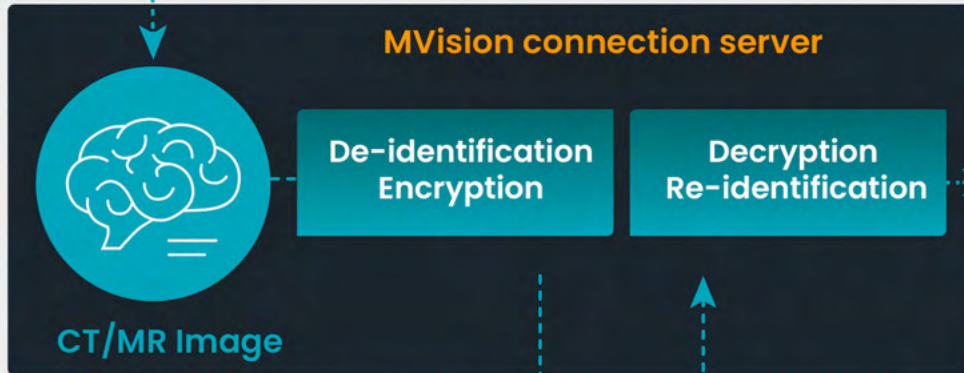 MVision connection server
De-identification
Encryption
Decryption
Re-identification
CT/MR Image